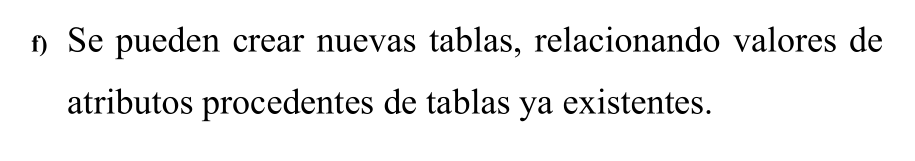 f) Se pueden crear nuevas tablas, relacionando valores de
atributos procedentes de tablas ya existentes.